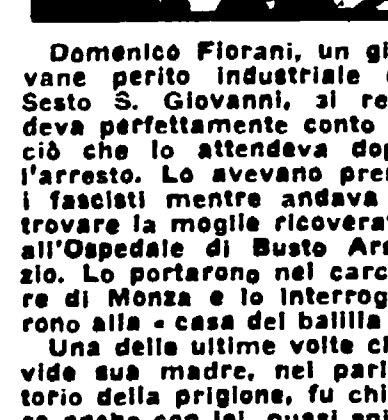 Domenico Fiorani, un gi
vane perito industriale
Sesto S. Giovanni, si re
deva perfettamente conto
ciò che lo attendeva dop
l'arresto. Lo avevano pre
i fascisti mentre andava
trovare la moglie ricovera
all'Ospedale di Busto Ar
zio. Lo portarono nel carc
re di Monza e lo interrog
rono alla « casa del balilla
Una delle ultime volte c
vide sua madre, nel parl
torio della prigione, fu chi